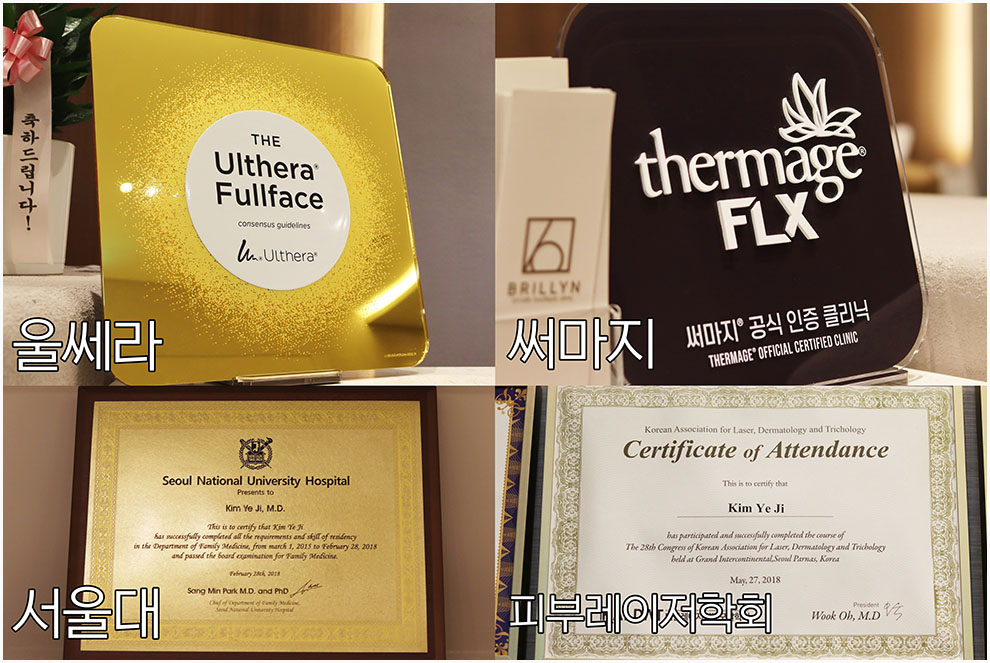 축하드립니다!
THE
Ulthera®
Fullface
consensus guidelines
Ulthera®
울쎄라
thermage®
FLX
BRILLYN
써마지® 공식 인증 클리닉
THERMAGE® OFFICIAL CERTIFIED CLINIC
써마지
Seoul National University Hospital
Presents to
Kim Ye Ji, M.D.
This is to certify that Kim Ye Ji
has successfully completed all the requirements and skill of residency
in the Department of Family Medicine, from march 1, 2015 to February 28, 2018
and passed the board examination for Family Medicine.
February 28th, 2018
Sang Min Park M.D. and PhD
Chief of Department of Family Medicine,
Seoul National University Hospital
서울대
Korean Association for Laser, Dermatology and Trichology
Certificate of Attendance
This is to certify that
Kim Ye Ji
has participated and successfully completed the course of
The 28th Congress of Korean Association for Laser, Dermatology and Trichology
held at Grand Intercontinental,Seoul Parnas, Korea
May, 27, 2018
President
Wook Oh, M.D
피부레이저학회